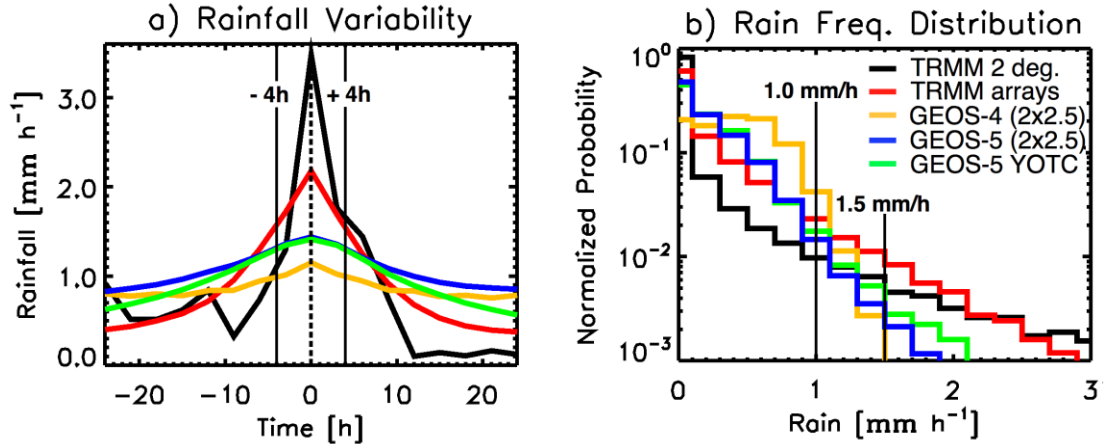 a) Rainfall Variability
Rainfall [mm h⁻¹]
3.0
2.0
1.0
0.0
- 4h
+ 4h
−20
−10
0
10
20
Time [h]
b) Rain Freq. Distribution
Normalized Probability
10⁰
10⁻¹
10⁻²
10⁻³
TRMM 2 deg.
TRMM arrays
GEOS-4 (2x2.5)
GEOS-5 (2x2.5)
GEOS-5 YOTC
1.0 mm/h
1.5 mm/h
0
1
2
3
Rain [mm h⁻¹]